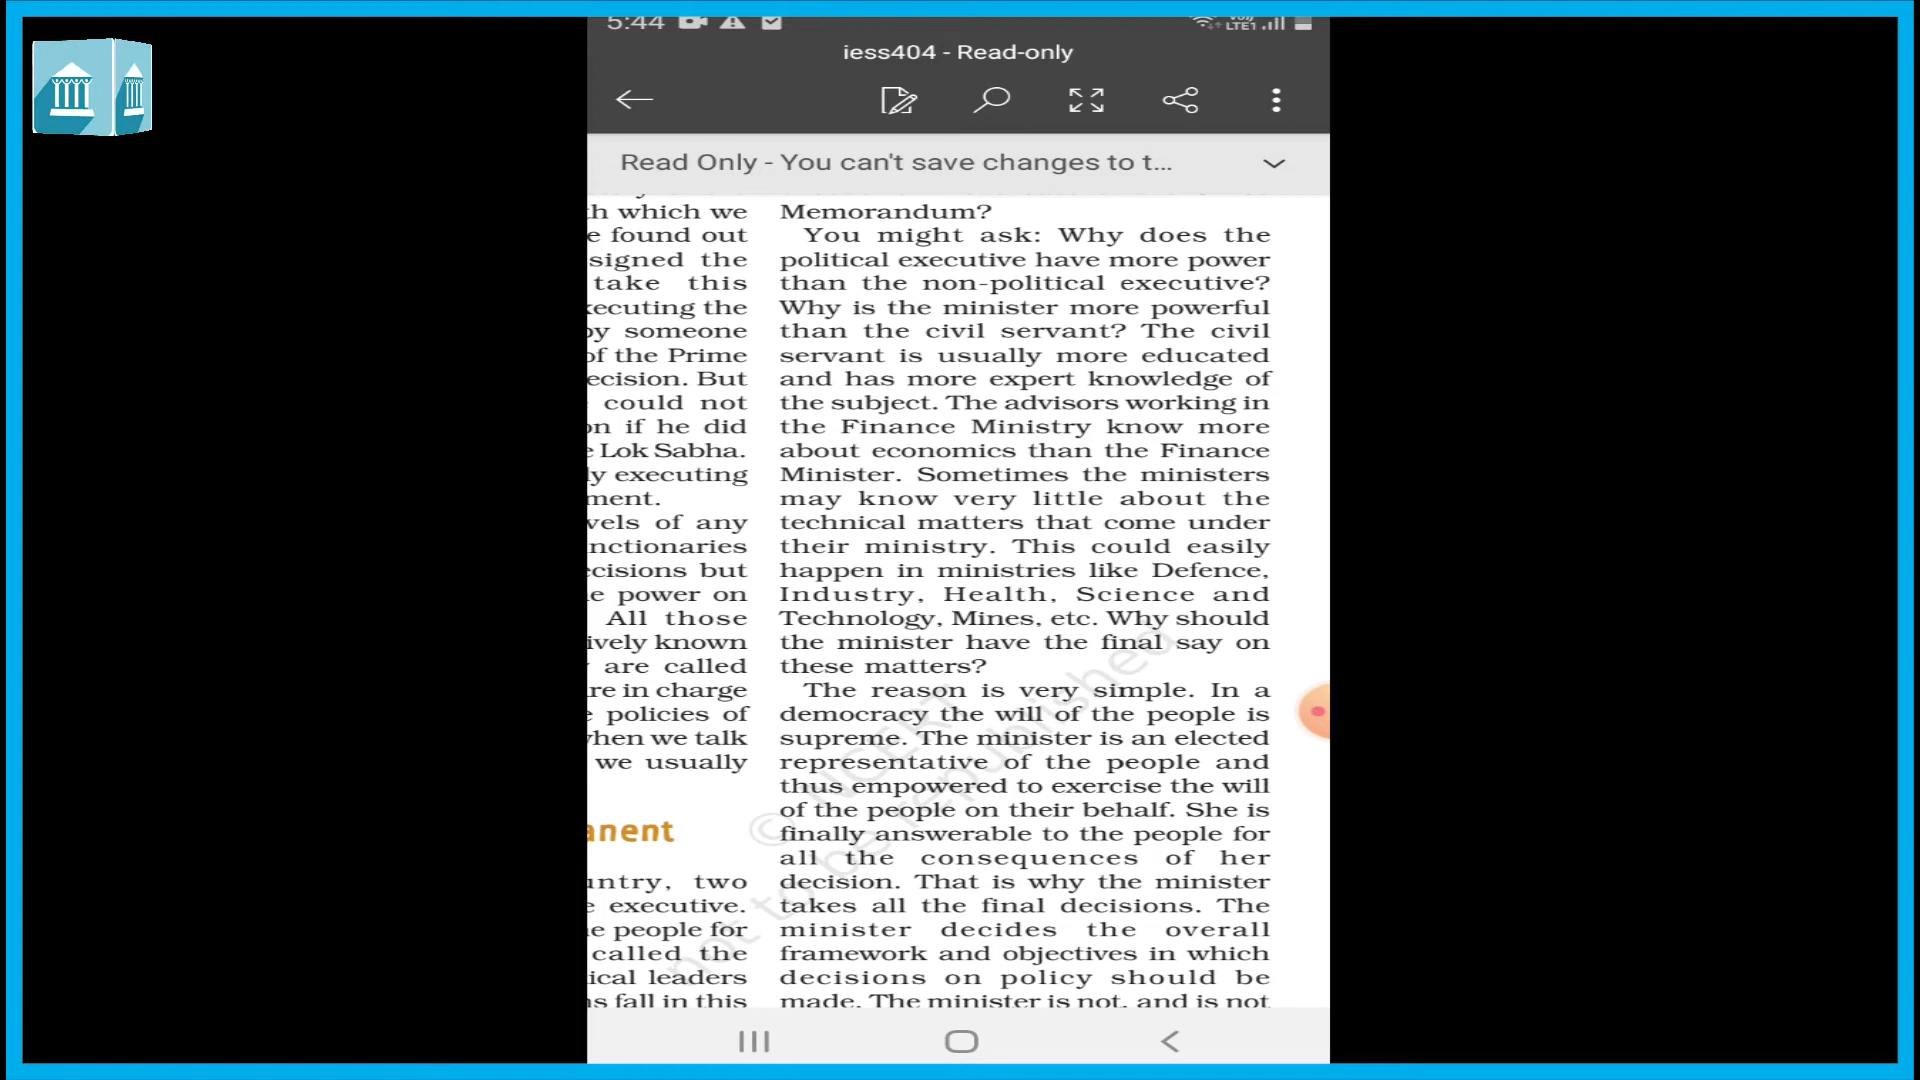 5:44
LTE1
iess404 - Read-only
Read Only - You can't save changes to t...
th which we
e found out
signed the
take this
xecuting the
by someone
of the Prime
ecision. But
could not
on if he did
e Lok Sabha.
ly executing
ment.
vels of any
nctionaries
ecisions but
e power on
All those
ively known
are called
re in charge
e policies of
when we talk
we usually
anent
untry, two
e executive.
e people for
called the
ical leaders
ns fall in this
Memorandum?
You might ask: Why does the
political executive have more power
than the non-political executive?
Why is the minister more powerful
than the civil servant? The civil
servant is usually more educated
and has more expert knowledge of
the subject. The advisors working in
the Finance Ministry know more
about economics than the Finance
Minister. Sometimes the ministers
may know very little about the
technical matters that come under
their ministry. This could easily
happen in ministries like Defence,
Industry, Health, Science and
Technology, Mines, etc. Why should
the minister have the final say on
these matters?
The reason is very simple. In a
democracy the will of the people is
supreme. The minister is an elected
representative of the people and
thus empowered to exercise the will
of the people on their behalf. She is
finally answerable to the people for
all the consequences of her
decision. That is why the minister
takes all the final decisions. The
minister decides the overall
framework and objectives in which
decisions on policy should be
made. The minister is not, and is not
© NCERT
not to be republished